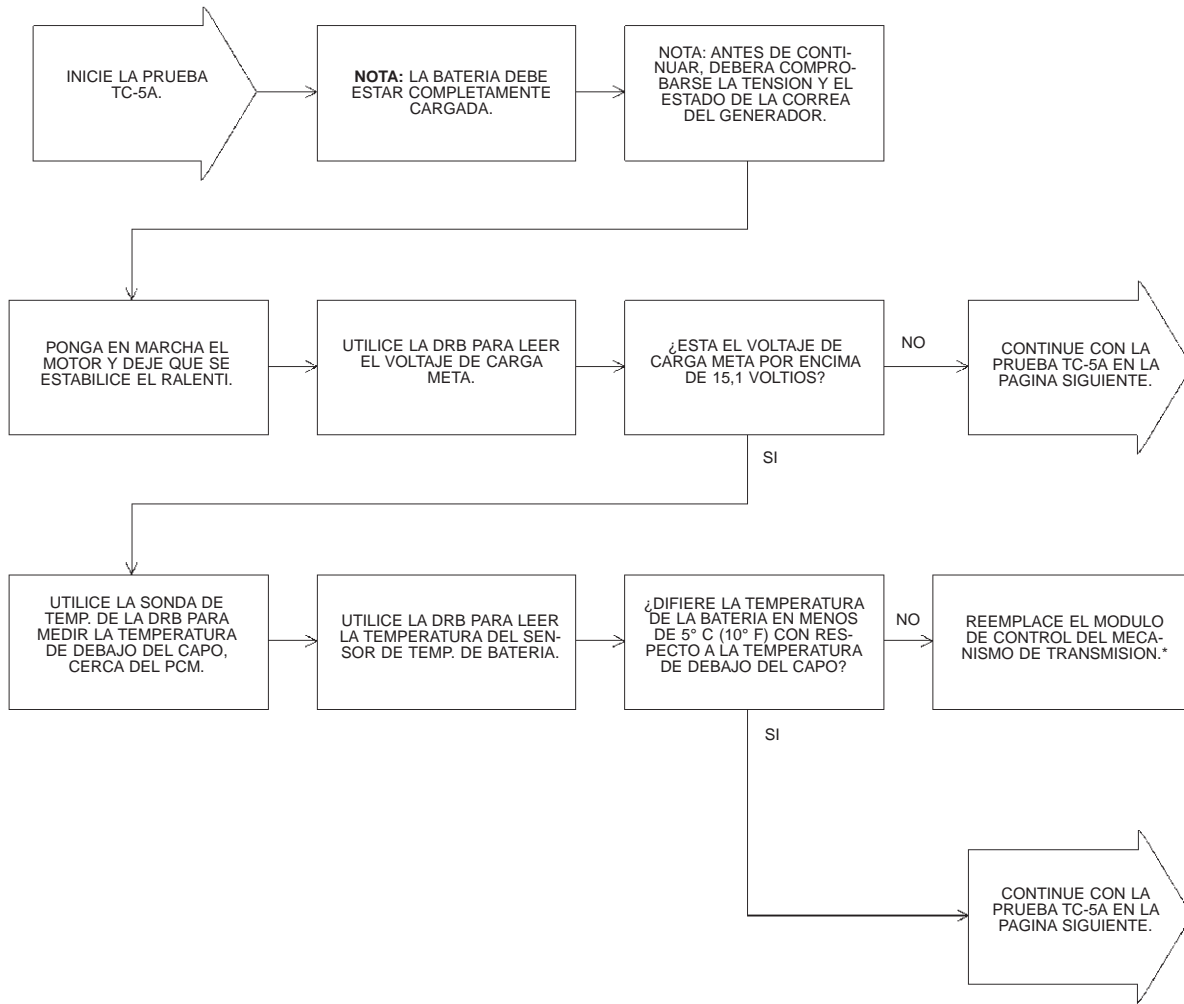 INICIE LA PRUEBA
TC-5A.
NOTA: LA BATERIA DEBE
ESTAR COMPLETAMENTE
CARGADA.
NOTA: ANTES DE CONTI-
NUAR, DEBERA COMPRO-
BARSE LA TENSION Y EL
ESTADO DE LA CORREA
DEL GENERADOR.
PONGA EN MARCHA EL
MOTOR Y DEJE QUE SE
ESTABILICE EL RALENTI.
UTILICE LA DRB PARA LEER
EL VOLTAJE DE CARGA
META.
¿ESTA EL VOLTAJE DE
CARGA META POR ENCIMA
DE 15,1 VOLTIOS?
NO
CONTINUE CON LA
PRUEBA TC-5A EN LA
PAGINA SIGUIENTE.
SI
UTILICE LA SONDA DE
TEMP. DE LA DRB PARA
MEDIR LA TEMPERATURA
DE DEBAJO DEL CAPO,
CERCA DEL PCM.
UTILICE LA DRB PARA LEER
LA TEMPERATURA DEL SEN-
SOR DE TEMP. DE BATERIA.
¿DIFIERE LA TEMPERATURA
DE LA BATERIA EN MENOS
DE 5° C (10° F) CON RES-
PECTO A LA TEMPERATURA
DE DEBAJO DEL CAPO?
NO
REEMPLACE EL MODULO
DE CONTROL DEL MECA-
NISMO DE TRANSMISION.*
SI
CONTINUE CON LA
PRUEBA TC-5A EN LA
PAGINA SIGUIENTE.